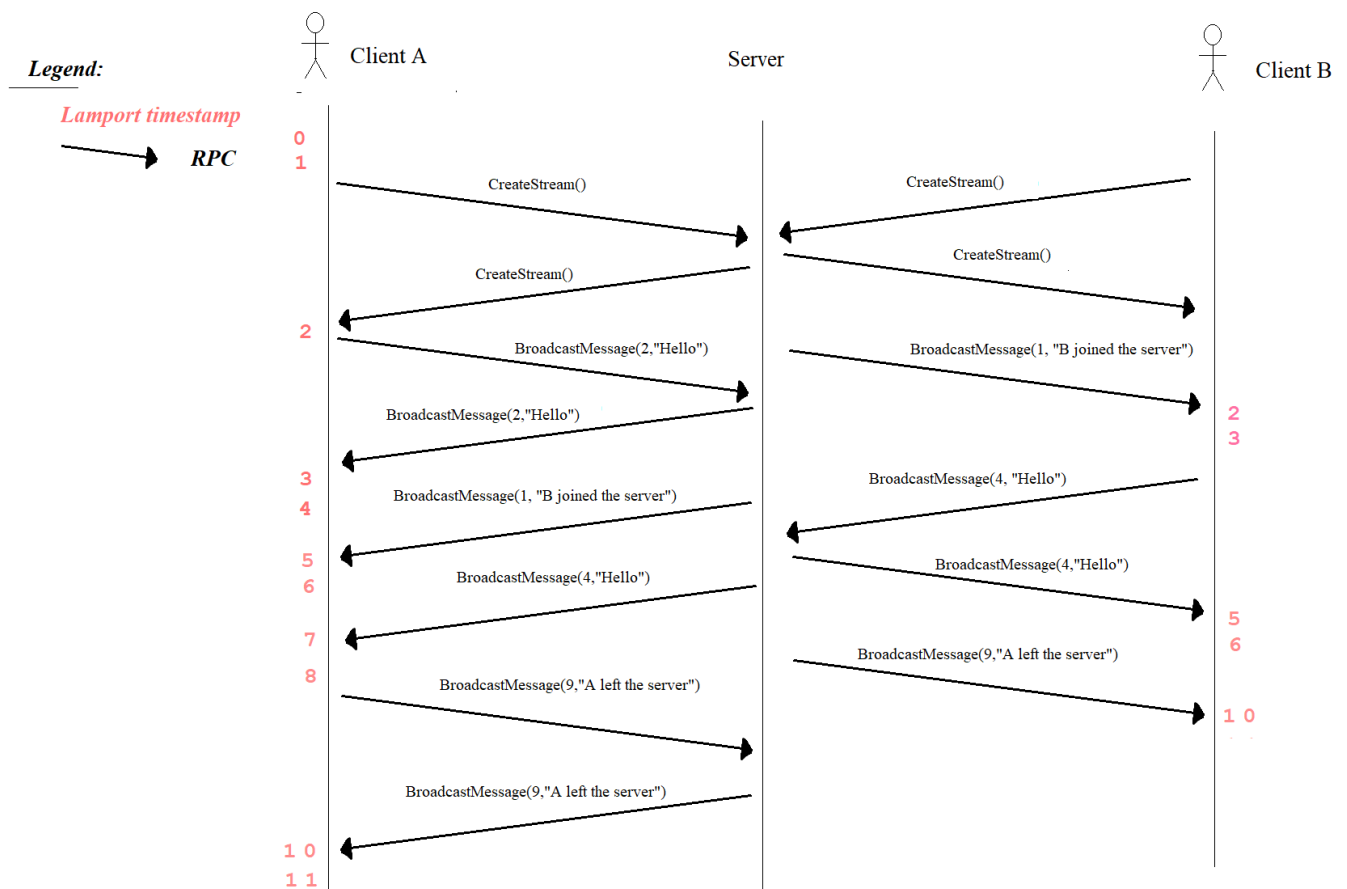 Client A
Server
Client B
Legend:
Lamport timestamp
RPC
0
1
CreateStream()
CreateStream()
CreateStream()
CreateStream()
2
BroadcastMessage(2,"Hello")
BroadcastMessage(1, "B joined the server")
BroadcastMessage(2,"Hello")
2
3
3
BroadcastMessage(4, "Hello")
BroadcastMessage(1, "B joined the server")
4
5
BroadcastMessage(4,"Hello")
BroadcastMessage(4,"Hello")
6
5
7
6
BroadcastMessage(9,"A left the server")
8
BroadcastMessage(9,"A left the server")
10
BroadcastMessage(9,"A left the server")
10
11